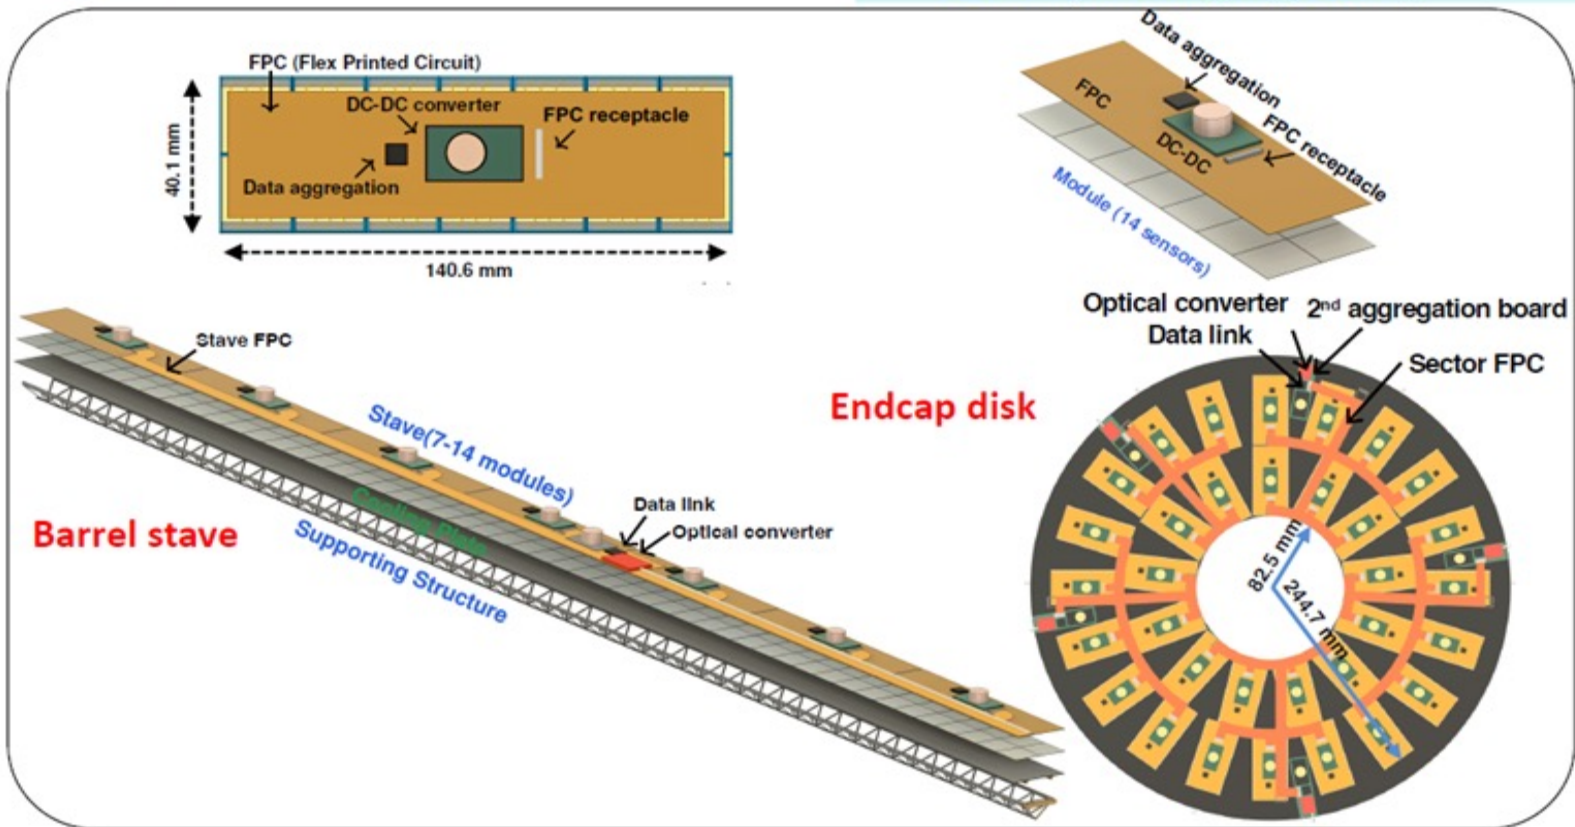 FPC (Flex Printed Circuit)
DC-DC converter
FPC receptacle
Data aggregation
40.1 mm
140.6 mm
Data aggregation
FPC
FPC receptacle
DC-DC
Module (14 sensors)
Stave FPC
Stave(7-14 modules)
Cooling Plate
Supporting Structure
Data link
Optical converter
Barrel stave
Endcap disk
Optical converter
2nd aggregation board
Data link
Sector FPC
82.5 mm
244.7 mm